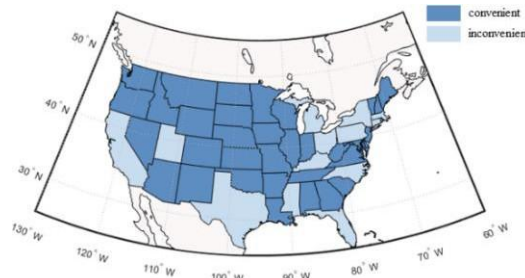 convenient
inconvenient
50° N
40° N
30° N
130° W
120° W
110° W
100° W
90° W
80° W
70° W
60° W